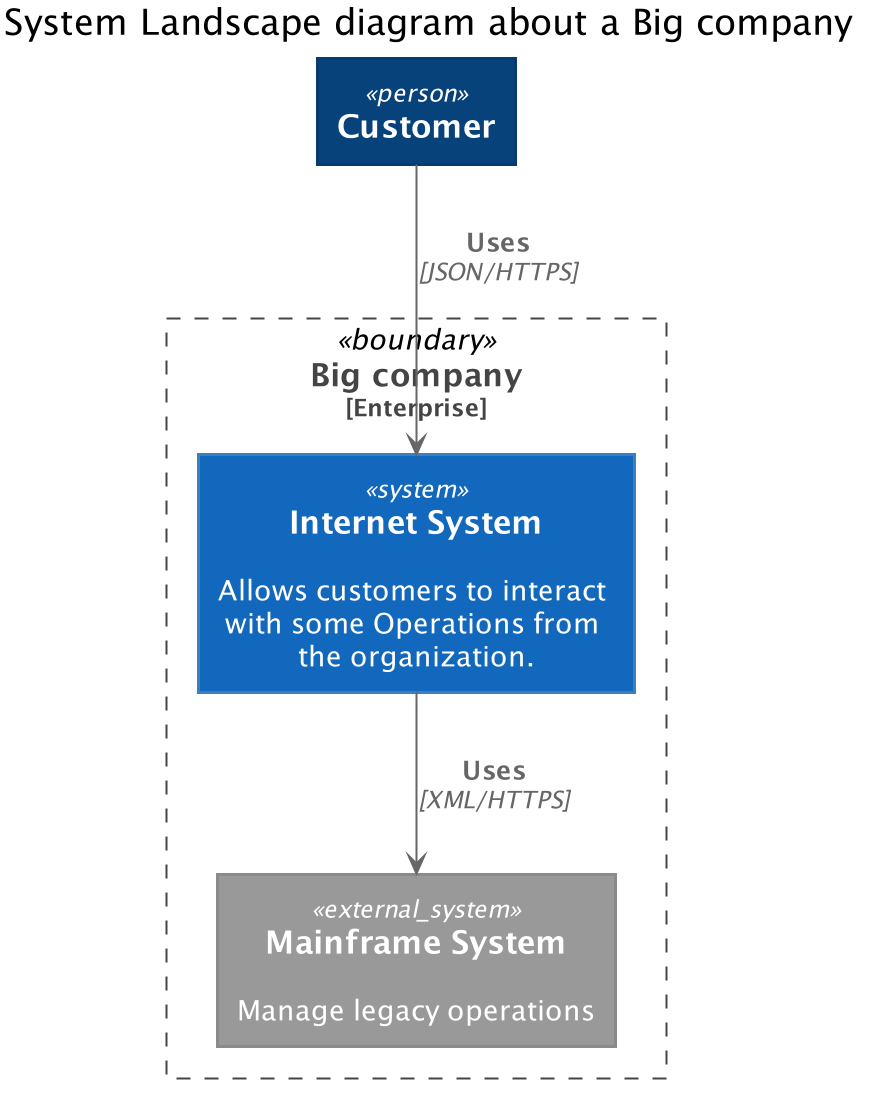 System Landscape diagram about a Big company
«person»
Customer
Uses
[JSON/HTTPS]
«boundary»
Big company
[Enterprise]
«system»
Internet System
Allows customers to interact
with some Operations from
the organization.
Uses
[XML/HTTPS]
«external_system»
Mainframe System
Manage legacy operations